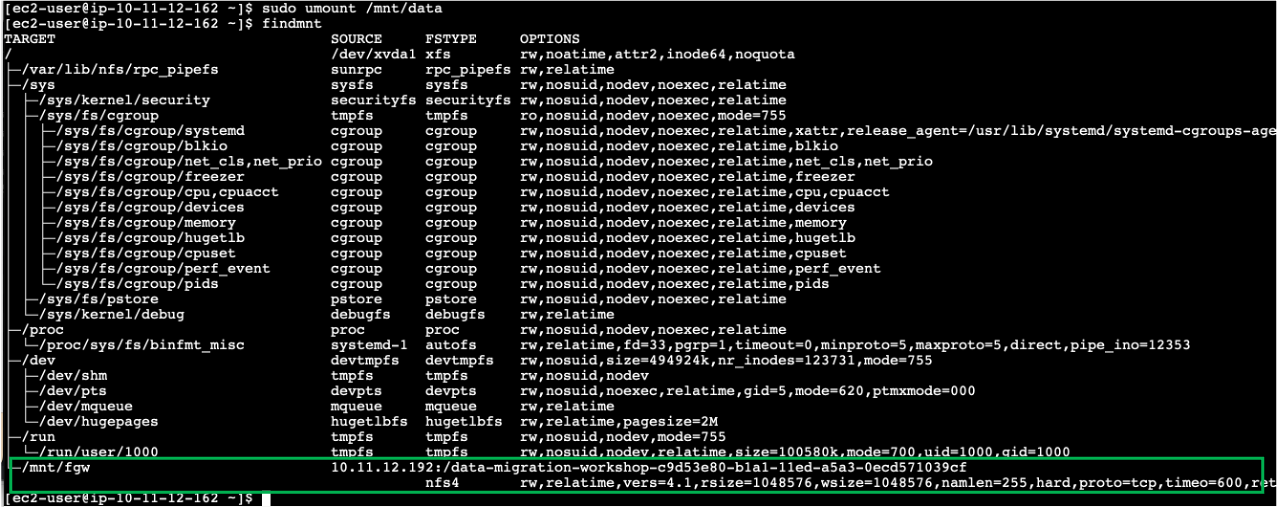 [ec2-user@ip-10-11-12-162 ~]$ sudo umount /mnt/data
[ec2-user@ip-10-11-12-162 ~]$ findmnt
TARGET SOURCE FSTYPE OPTIONS
/ /dev/xvda1 xfs rw,noatime,attr2,inode64,noquota
├─/var/lib/nfs/rpc_pipefs sunrpc rpc_pipefs rw,relatime
├─/sys sysfs sysfs rw,nosuid,nodev,noexec,relatime
│ ├─/sys/kernel/security securityfs securityfs rw,nosuid,nodev,noexec,relatime
│ ├─/sys/fs/cgroup tmpfs tmpfs ro,nosuid,nodev,noexec,mode=755
│ │ ├─/sys/fs/cgroup/systemd cgroup cgroup rw,nosuid,nodev,noexec,relatime,xattr,release_agent=/usr/lib/systemd/systemd-cgroups-age
│ │ ├─/sys/fs/cgroup/blkio cgroup cgroup rw,nosuid,nodev,noexec,relatime,blkio
│ │ ├─/sys/fs/cgroup/net_cls,net_prio cgroup cgroup rw,nosuid,nodev,noexec,relatime,net_cls,net_prio
│ │ ├─/sys/fs/cgroup/freezer cgroup cgroup rw,nosuid,nodev,noexec,relatime,freezer
│ │ ├─/sys/fs/cgroup/cpu,cpuacct cgroup cgroup rw,nosuid,nodev,noexec,relatime,cpu,cpuacct
│ │ ├─/sys/fs/cgroup/devices cgroup cgroup rw,nosuid,nodev,noexec,relatime,devices
│ │ ├─/sys/fs/cgroup/memory cgroup cgroup rw,nosuid,nodev,noexec,relatime,memory
│ │ ├─/sys/fs/cgroup/hugetlb cgroup cgroup rw,nosuid,nodev,noexec,relatime,hugetlb
│ │ ├─/sys/fs/cgroup/cpuset cgroup cgroup rw,nosuid,nodev,noexec,relatime,cpuset
│ │ ├─/sys/fs/cgroup/perf_event cgroup cgroup rw,nosuid,nodev,noexec,relatime,perf_event
│ │ └─/sys/fs/cgroup/pids cgroup cgroup rw,nosuid,nodev,noexec,relatime,pids
│ ├─/sys/fs/pstore pstore pstore rw,nosuid,nodev,noexec,relatime
│ └─/sys/kernel/debug debugfs debugfs rw,relatime
├─/proc proc proc rw,nosuid,nodev,noexec,relatime
│ └─/proc/sys/fs/binfmt_misc systemd-1 autofs rw,relatime,fd=33,pgrp=1,timeout=0,minproto=5,maxproto=5,direct,pipe_ino=12353
├─/dev devtmpfs devtmpfs rw,nosuid,size=494924k,nr_inodes=123731,mode=755
│ ├─/dev/shm tmpfs tmpfs rw,nosuid,nodev
│ ├─/dev/pts devpts devpts rw,nosuid,noexec,relatime,gid=5,mode=620,ptmxmode=000
│ ├─/dev/mqueue mqueue mqueue rw,relatime
│ └─/dev/hugepages hugetlbfs hugetlbfs rw,relatime,pagesize=2M
├─/run tmpfs tmpfs rw,nosuid,nodev,mode=755
│ └─/run/user/1000 tmpfs tmpfs rw,nosuid,nodev,relatime,size=100580k,mode=700,uid=1000,gid=1000
└─/mnt/fgw 10.11.12.192:/data-migration-workshop-c9d53e80-b1a1-11ed-a5a3-0ecd571039cf
nfs4 rw,relatime,vers=4.1,rsize=1048576,wsize=1048576,namlen=255,hard,proto=tcp,timeo=600,ret
[ec2-user@ip-10-11-12-162 ~]$